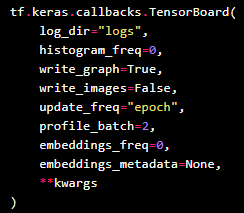 tf.keras.callbacks.TensorBoard(
    log_dir="logs",
    histogram_freq=0,
    write_graph=True,
    write_images=False,
    update_freq="epoch",
    profile_batch=2,
    embeddings_freq=0,
    embeddings_metadata=None,
    **kwargs
)